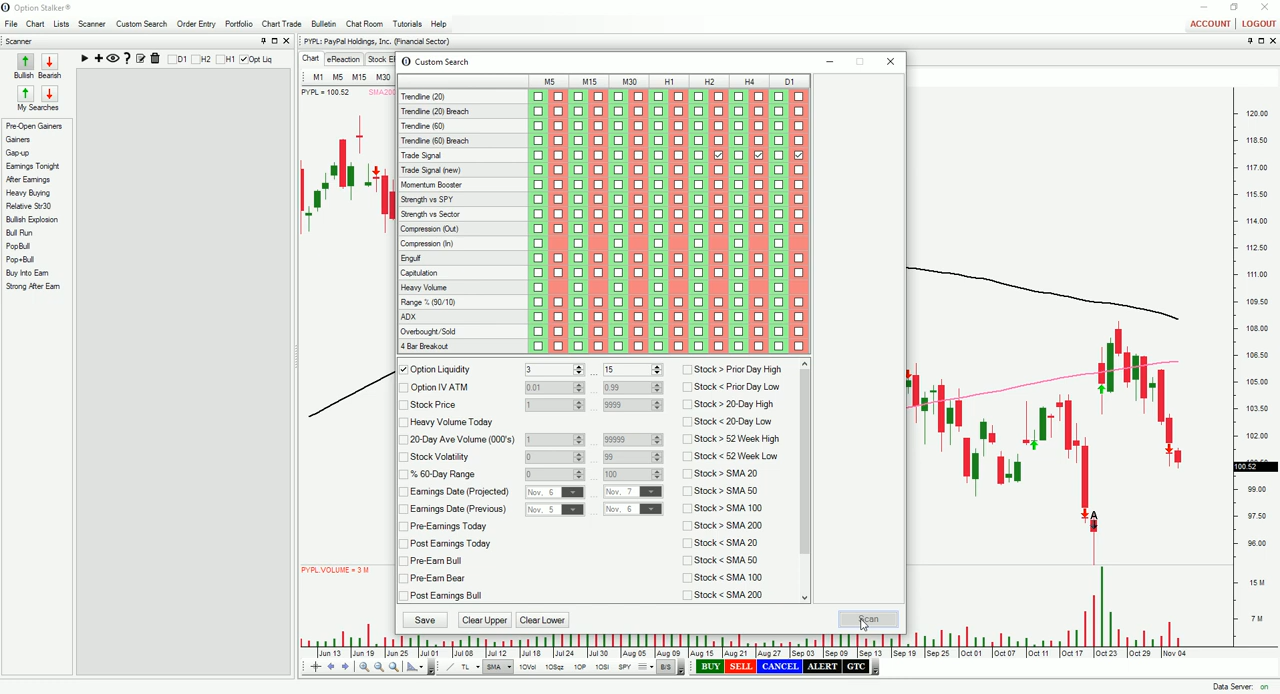 Option Stalker®
File Chart Lists Scanner Custom Search Order Entry Portfolio Chart Trade Bulletin Chat Room Tutorials Help ACCOUNT LOGOUT
Scanner
PYPL: PayPal Holdings, Inc. (Financial Sector)
Bullish Bearish
My Searches
? D1 H2 H1 Opt Liq
Pre-Open Gainers
Gainers
Gap-up
Earnings Tonight
After Earnings
Heavy Buying
Relative Str30
Bullish Explosion
Bull Run
PopBull
Pop+Bull
Buy Into Earn
Strong After Earn
Chart eReaction Stock El
M1 M5 M15 M30
PYPL = 100.52 SMA200
Custom Search
M5 M15 M30 H1 H2 H4 D1
Trendline (20)
Trendline (20) Breach
Trendline (60)
Trendline (60) Breach
Trade Signal
Trade Signal (new)
Momentum Booster
Strength vs SPY
Strength vs Sector
Compression (Out)
Compression (In)
Engulf
Capitulation
Heavy Volume
Range % (90/10)
ADX
Overbought/Sold
4 Bar Breakout
Option Liquidity 3 ... 15 Stock > Prior Day High
Option IV ATM 0.01 ... 0.99 Stock < Prior Day Low
Stock Price 1 ... 9999 Stock > 20-Day High
Heavy Volume Today Stock < 20-Day Low
20-Day Ave Volume (000's) 1 ... 99999 Stock > 52 Week High
Stock Volatility 0 ... 99 Stock < 52 Week Low
% 60-Day Range 0 ... 100 Stock > SMA 20
Earnings Date (Projected) Nov, 6 ... Nov, 7 Stock > SMA 50
Earnings Date (Previous) Nov, 5 ... Nov, 6 Stock > SMA 100
Pre-Earnings Today Stock > SMA 200
Post Earnings Today Stock < SMA 20
Pre-Earn Bull Stock < SMA 50
Pre-Earn Bear Stock < SMA 100
Post Earnings Bull Stock < SMA 200
Save Clear Upper Clear Lower Scan
120.00
118.50
117.00
115.50
114.00
112.50
111.00
109.50
108.00
106.50
105.00
103.50
102.00
100.52
99.00
97.50
96.00
15 M
7 M
A
PYPL.VOLUME = 3 M
Jun 13 Jun 19 Jun 25 Jul 01 Jul 08 Jul 12 Jul 18 Jul 24 Jul 30 Aug 05 Aug 09 Aug 15 Aug 21 Aug 27 Sep 03 Sep 09 Sep 13 Sep 19 Sep 25 Oct 01 Oct 07 Oct 11 Oct 17 Oct 23 Oct 29 Nov 04
TL SMA 1OVol 1OSqz 1OP 1OSI SPY B/S BUY SELL CANCEL ALERT GTC
Data Server: on